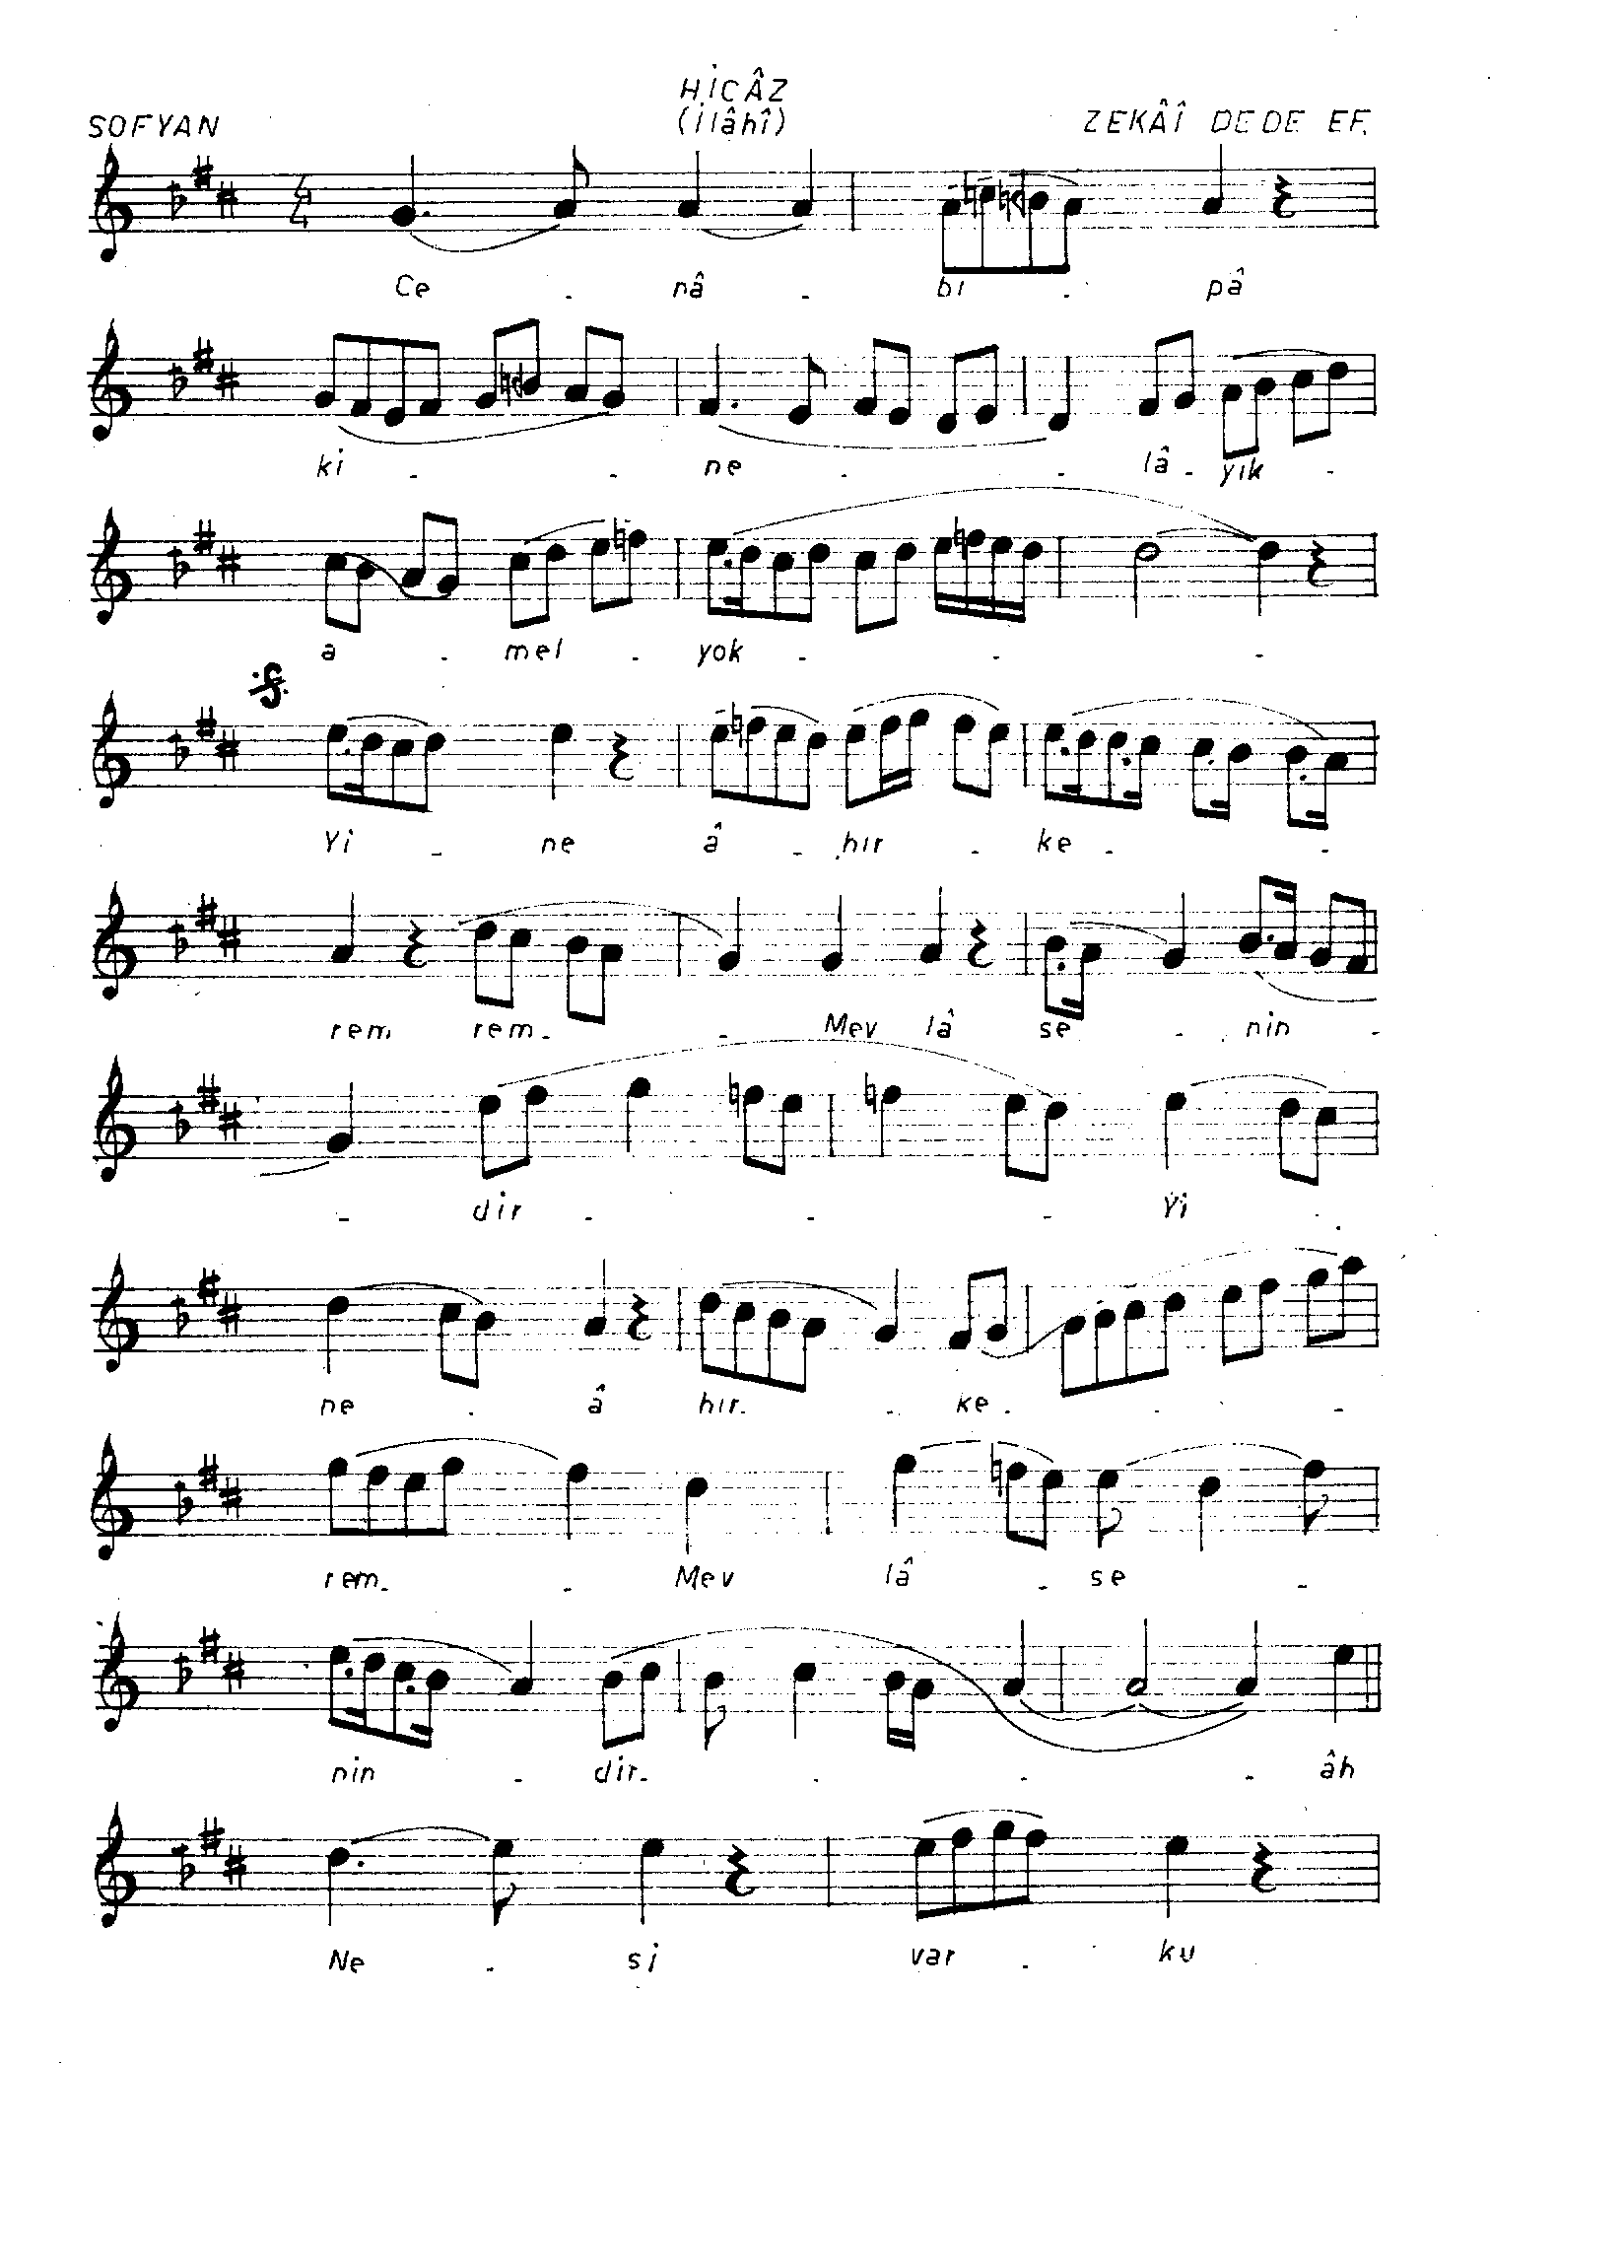 HİCÂZ
SOFYAN (İlâhî) ZEKÂÎ DEDE EF.
4
4
Ce - nâ - bı - pâ
ki - - ne - - lâ - yık -
a - mel - yok - - -
Yi - ne â - hır - ke - -
rem rem - - Mev lâ se - nin -
- dir - - - Yi -
ne - â hır - - ke - - -
rem - - Mev lâ - se -
nin - dir - - - - âh
Ne - si var - ku